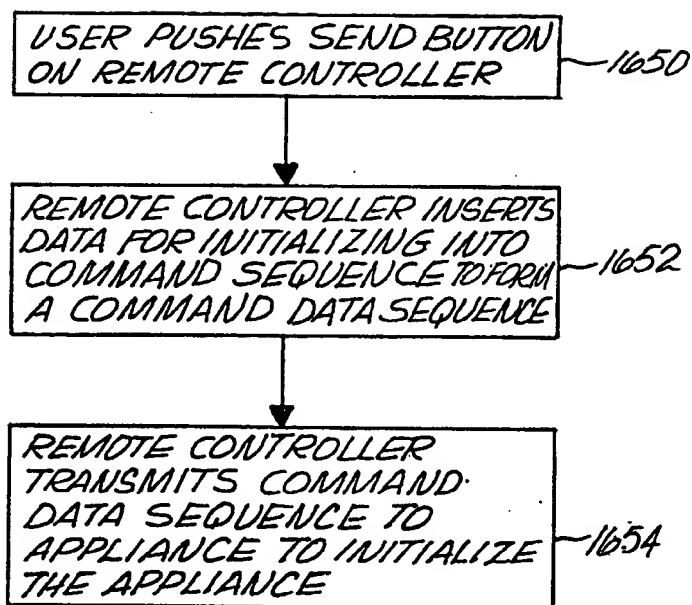 USER PUSHES SEND BUTTON
ON REMOTE CONTROLLER
1650
REMOTE CONTROLLER INSERTS
DATA FOR INITIALIZING INTO
COMMAND SEQUENCE TO FORM
A COMMAND DATA SEQUENCE
1652
REMOTE CONTROLLER
TRANSMITS COMMAND
DATA SEQUENCE TO
APPLIANCE TO INITIALIZE
THE APPLIANCE
1654